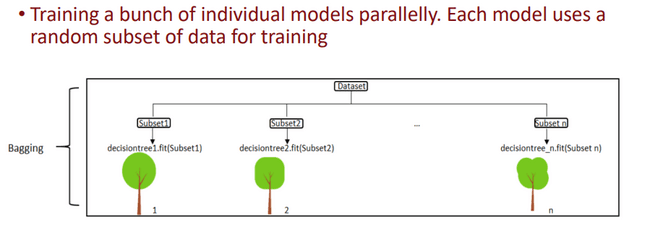 • Training a bunch of individual models parallelly. Each model uses a
random subset of data for training
Dataset
Subset1 Subset2 ... Subset n
Bagging
decisiontree1.fit(Subset1) decisiontree2.fit(Subset2) decisiontree_n.fit(Subset n)
1 2 n